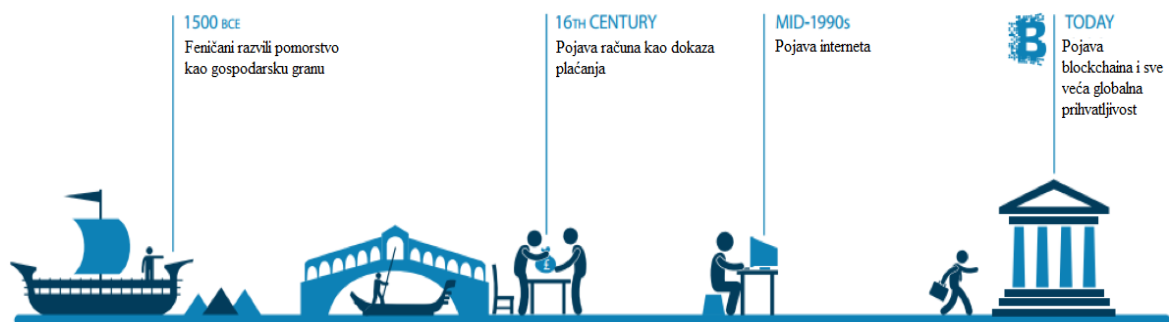 1500 BCE
Feničani razvili pomorstvo
kao gospodarsku granu
16TH CENTURY
Pojava računa kao dokaza
plaćanja
MID-1990s
Pojava interneta
B
TODAY
Pojava
blockchaina i sve
veća globalna
prihvatljivost
£